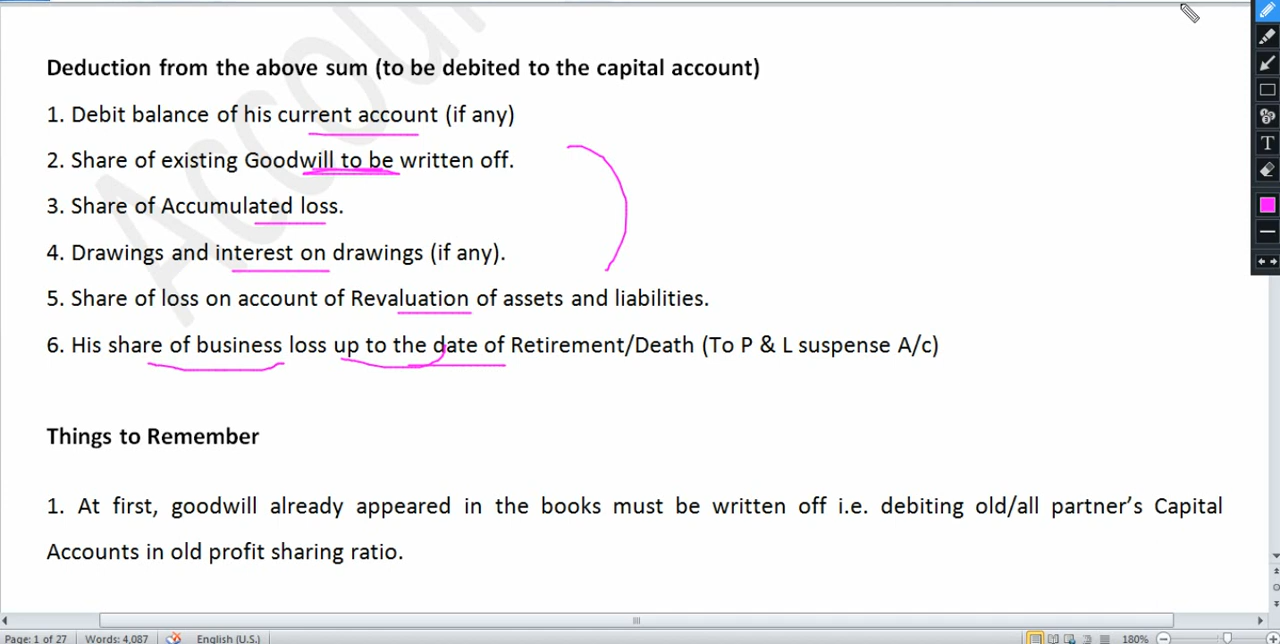 Deduction from the above sum (to be debited to the capital account)
1. Debit balance of his current account (if any)
2. Share of existing Goodwill to be written off.
3. Share of Accumulated loss.
4. Drawings and interest on drawings (if any).
5. Share of loss on account of Revaluation of assets and liabilities.
6. His share of business loss up to the date of Retirement/Death (To P & L suspense A/c)
Things to Remember
1. At first, goodwill already appeared in the books must be written off i.e. debiting old/all partner's Capital
Accounts in old profit sharing ratio.
Page: 1 of 27 Words: 4,087 English (U.S.) 180%